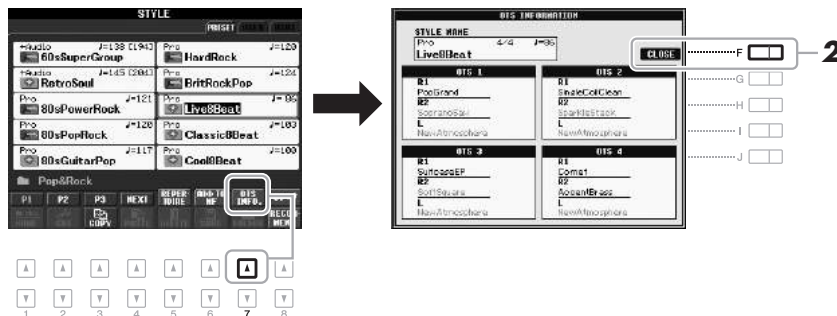 STYLE
PRESET
+Audio ♩=138 [194]
60sSuperGroup
Pro ♩=120
HardRock
+Audio ♩=145 [204]
RetroSoul
Pro ♩=124
BritRockPop
Pro ♩=121
80sPowerRock
Pro ♩=96
Live8Beat
Pro ♩=120
80sPopRock
Pro ♩=103
Classic8Beat
Pro ♩=117
80sGuitarPop
Pro ♩=100
Cool8Beat
Pop&Rock
P1 P2 P3 NEXT REPERTOIRE ADD TO MF OTS INFO.
COPY
1 2 3 4 5 6 7 8
OTS INFORMATION
STYLE NAME
Pro 4/4 ♩=96
Live8Beat
CLOSE
F
2
G
H
I
J
OTS 1
R1
PopGrand
R2
SopranoSax
L
NewAtmosphere
OTS 2
R1
SingleCoilClean
R2
SparkleStack
L
NewAtmosphere
OTS 3
R1
SuitcaseEP
R2
SoftSquare
L
NewAtmosphere
OTS 4
R1
Cornet
R2
AccentBrass
L
NewAtmosphere